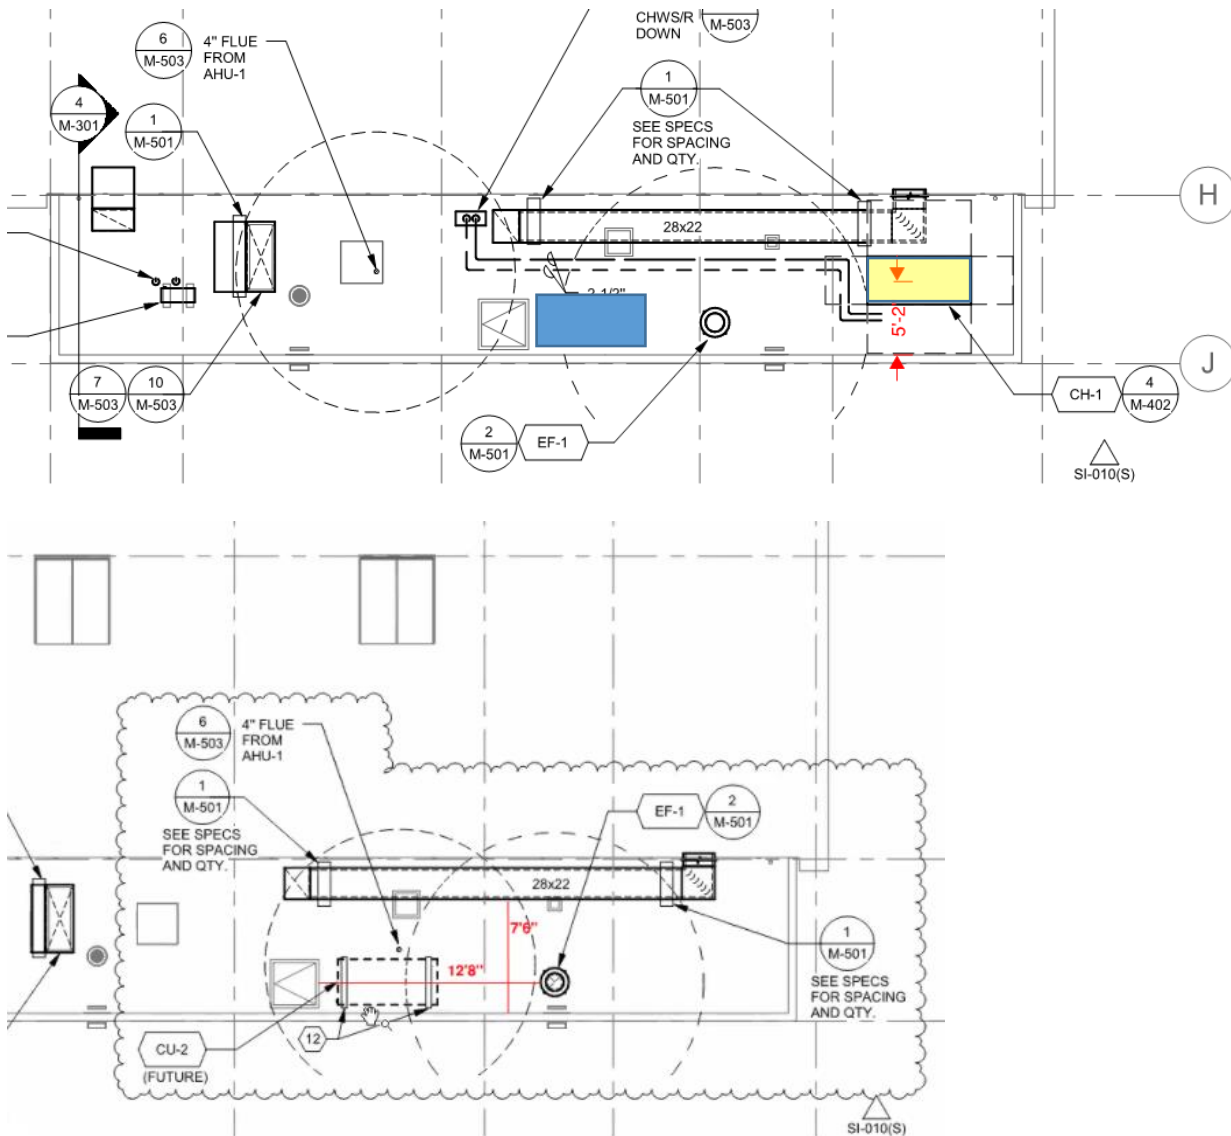 CHWS/R
DOWN
M-503
6
M-503
4" FLUE
FROM
AHU-1
4
M-301
1
M-501
1
M-501
SEE SPECS
FOR SPACING
AND QTY.
H
28x22
5'-2
7
M-503
10
M-503
J
CH-1
4
M-402
2
M-501
EF-1
SI-010(S)
6
M-503
4" FLUE
FROM
AHU-1
1
M-501
SEE SPECS
FOR SPACING
AND QTY.
EF-1
2
M-501
28x22
7'6"
12'8"
1
M-501
SEE SPECS
FOR SPACING
AND QTY.
12
CU-2
(FUTURE)
SI-010(S)